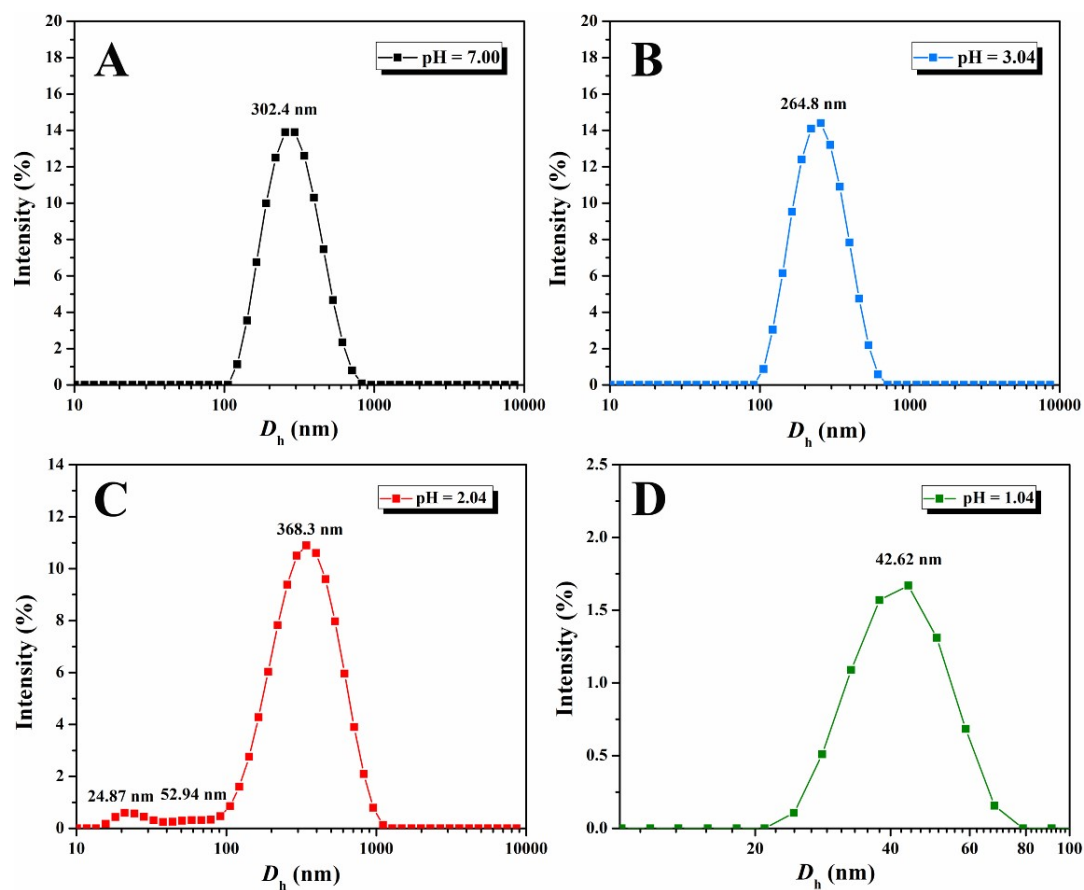 A
pH = 7.00
302.4 nm
Intensity (%)
20
18
16
14
12
10
8
6
4
2
0
10 100 1000 10000
Dh (nm)
B
pH = 3.04
264.8 nm
Intensity (%)
20
18
16
14
12
10
8
6
4
2
0
10 100 1000 10000
Dh (nm)
C
pH = 2.04
368.3 nm
24.87 nm 52.94 nm
Intensity (%)
14
12
10
8
6
4
2
0
10 100 1000 10000
Dh (nm)
D
pH = 1.04
42.62 nm
Intensity (%)
2.5
2.0
1.5
1.0
0.5
0.0
20 40 60 80 100
Dh (nm)